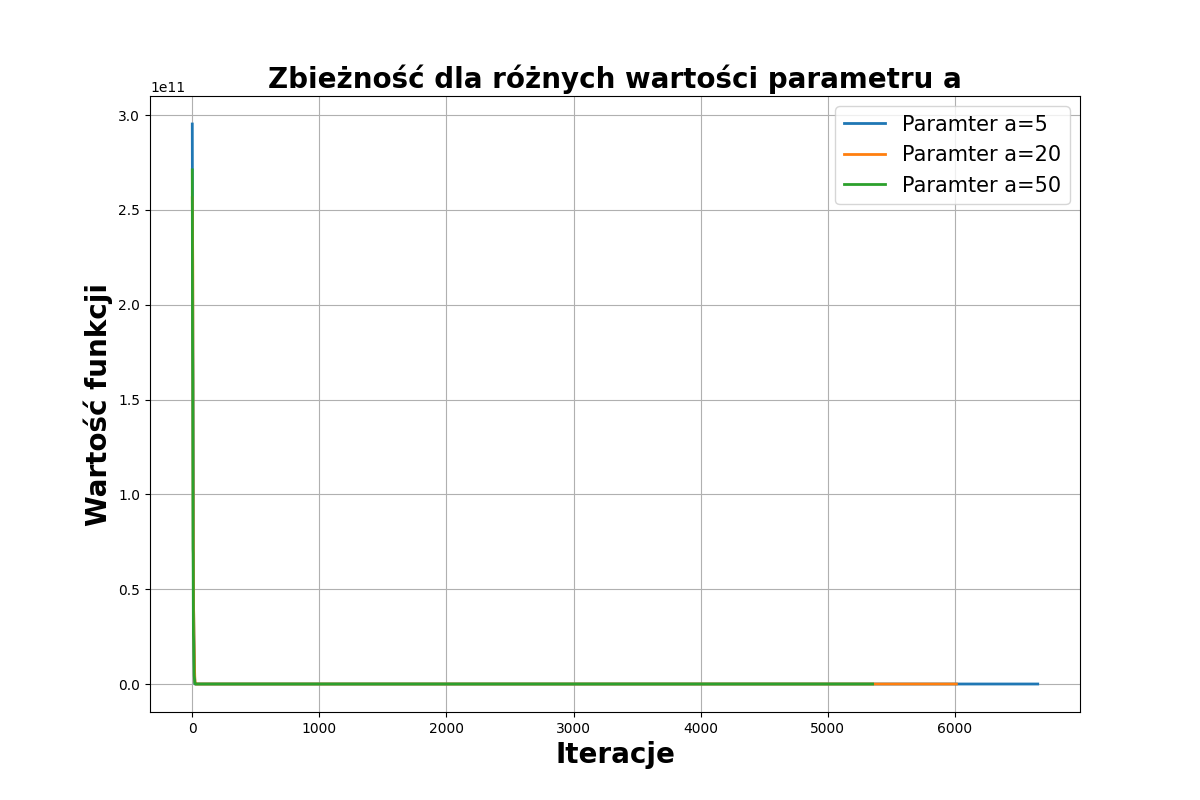 Zbieżność dla różnych wartości parametru a
1e11
3.0
2.5
2.0
1.5
1.0
0.5
0.0
Wartość funkcji
Paramter a=5
Paramter a=20
Paramter a=50
0 1000 2000 3000 4000 5000 6000
Iteracje